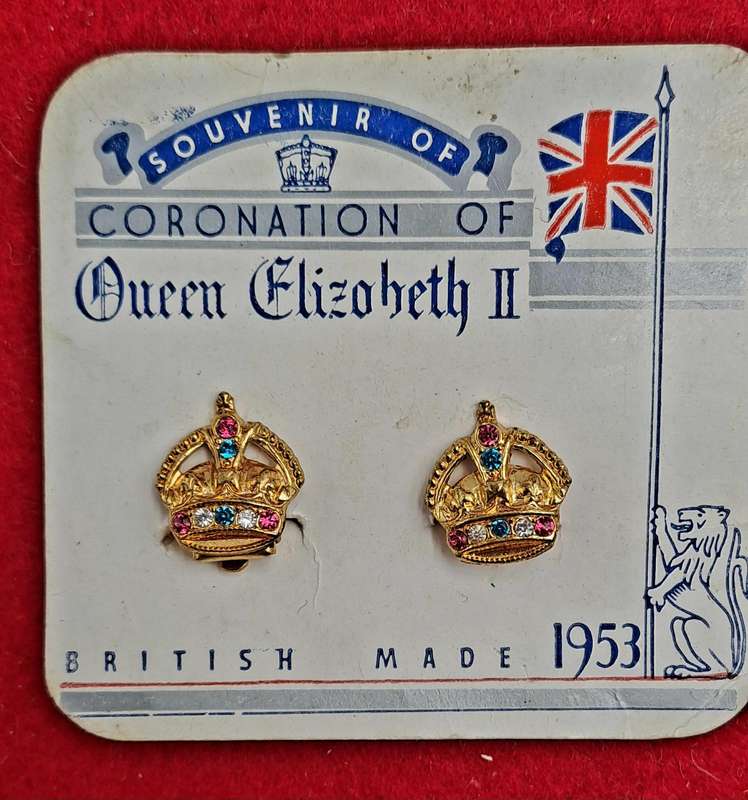 SOUVENIR OF
CORONATION OF
Queen Elizabeth II
BRITISH MADE 1953